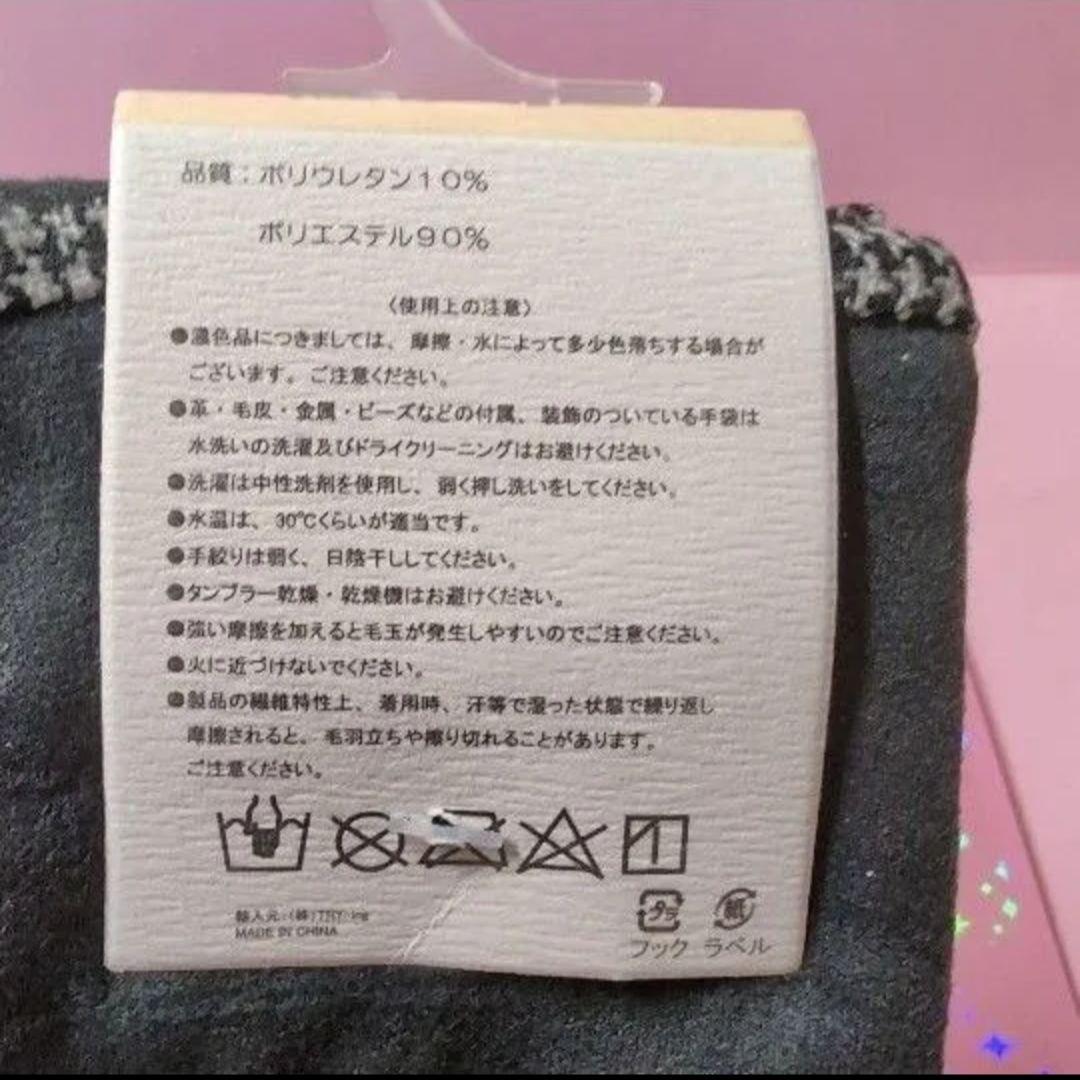 品質：ポリウレタン10％
ポリエステル90％
〈使用上の注意〉
●濃色品につきましては、摩擦・水によって多少色落ちする場合が
ございます。ご注意ください。
●革・毛皮・金属・ビーズなどの付属、装飾のついている手袋は
水洗いの洗濯及びドライクリーニングはお避けください。
●洗濯は中性洗剤を使用し、弱く押し洗いをしてください。
●水温は、30℃くらいが適当です。
●手絞りは弱く、日陰干ししてください。
●タンブラー乾燥・乾燥機はお避けください。
●強い摩擦を加えると毛玉が発生しやすいのでご注意ください。
●火に近づけないでください。
●製品の繊維特性上、着用時、汗等で湿った状態で繰り返し
摩擦されると、毛羽立ちや擦り切れることがあります。
ご注意ください。
輸入元:(株)TRY
MADE IN CHINA
プラ 紙
フック ラベル